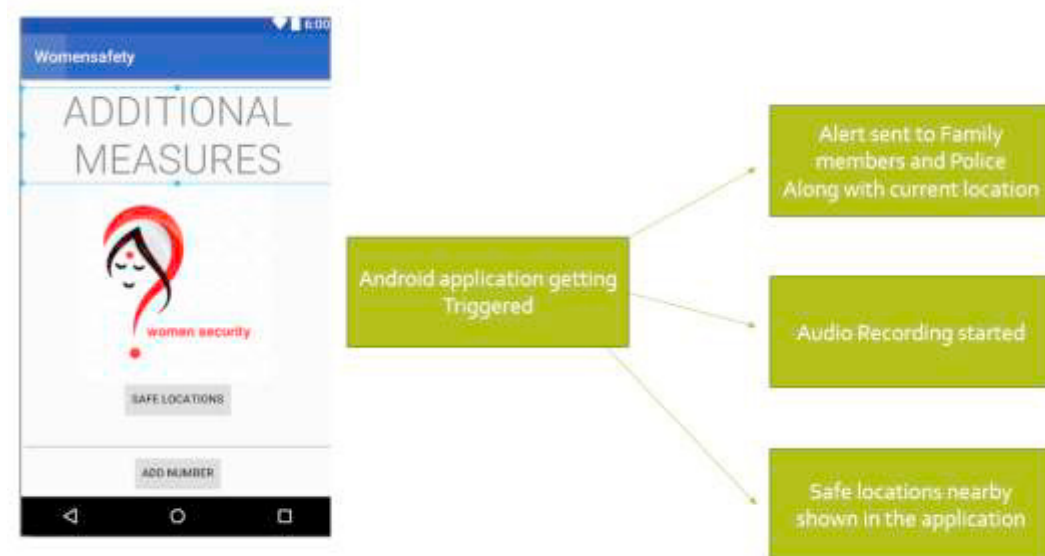 6:00
Womensafety
ADDITIONAL
MEASURES
women security
SAFE LOCATIONS
ADD NUMBER
Android application getting
Triggered
Alert sent to Family
members and Police
Along with current location
Audio Recording started
Safe locations nearby
shown in the application